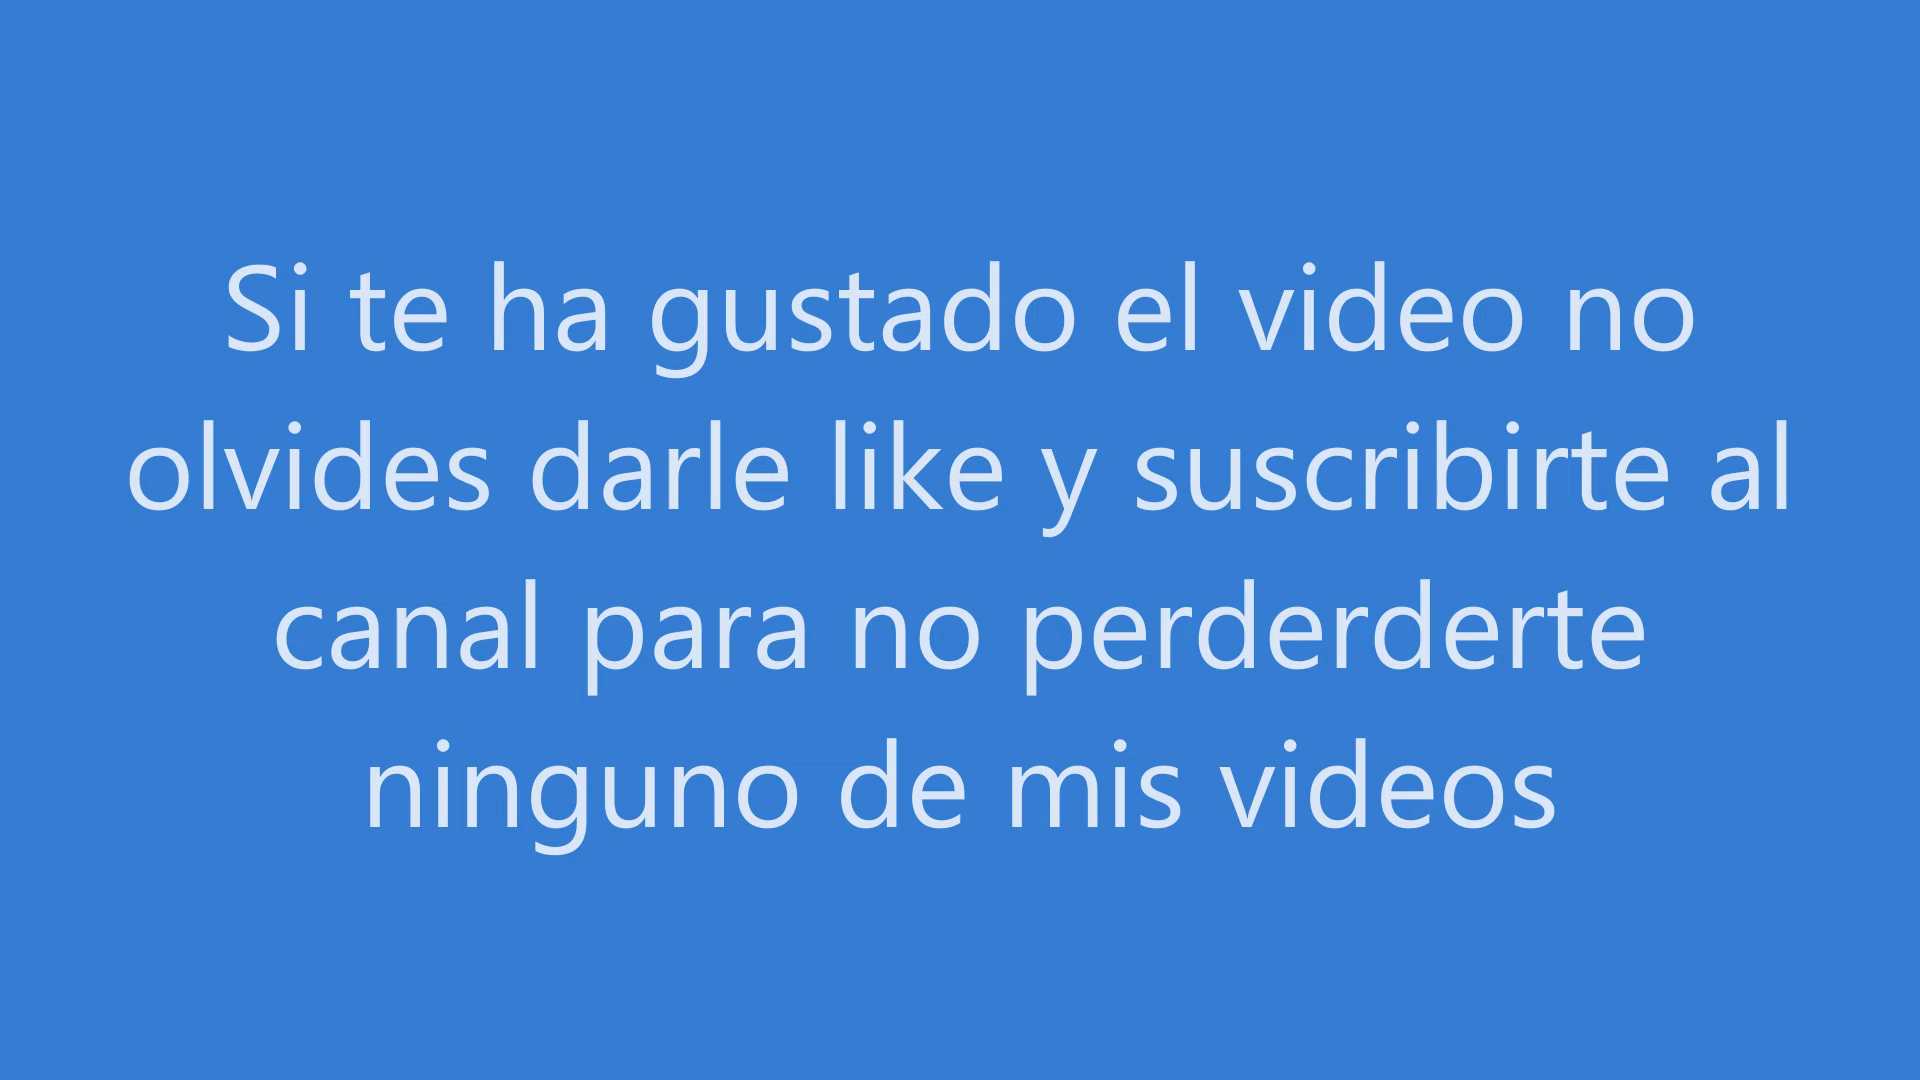 Si te ha gustado el video no
olvides darle like y suscribirte al
canal para no perderderte
ninguno de mis videos